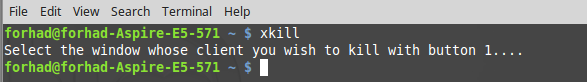 File Edit View Search Terminal Help
forhad@forhad-Aspire-E5-571 ~ $ xkill
Select the window whose client you wish to kill with button 1....
forhad@forhad-Aspire-E5-571 ~ $